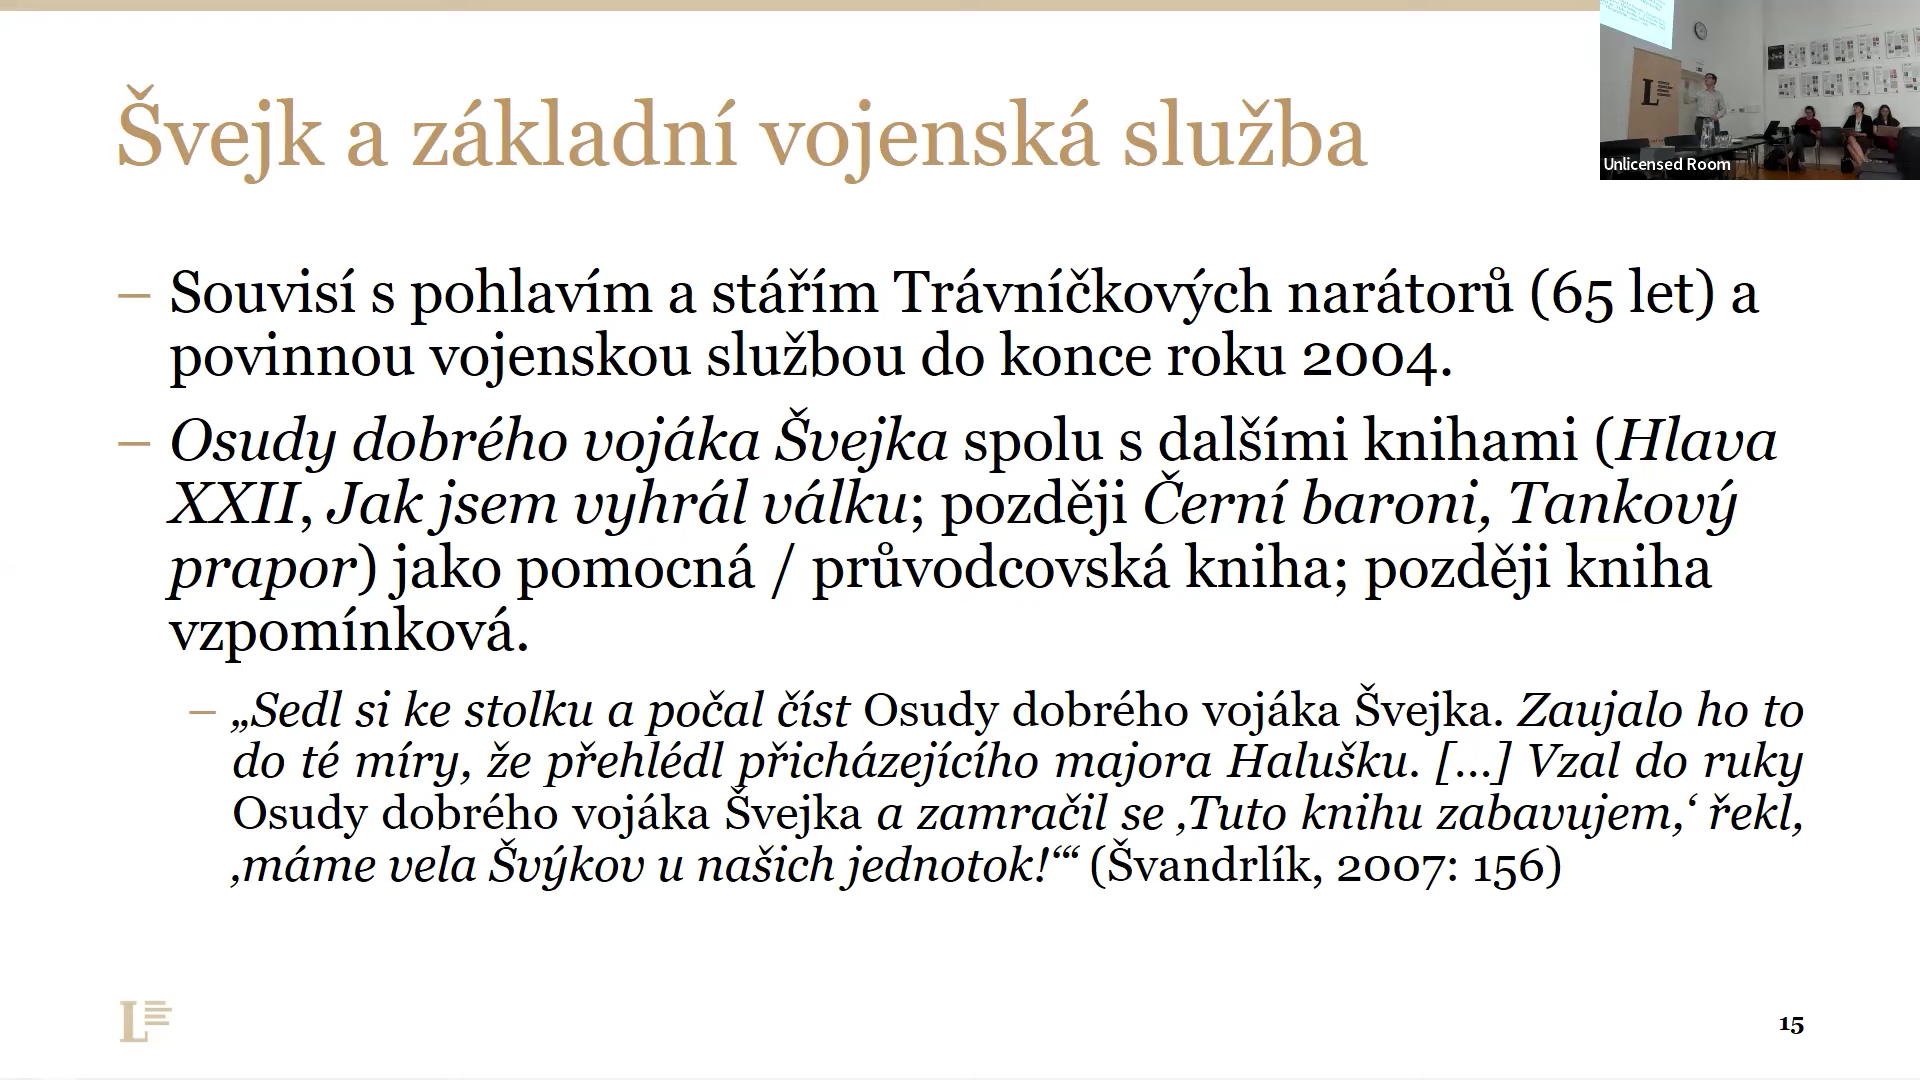 Švejk a základní vojenská služba
Unlicensed Room
– Souvisí s pohlavím a stářím Trávníčkových narátorů (65 let) a
povinnou vojenskou službou do konce roku 2004.
– Osudy dobrého vojáka Švejka spolu s dalšími knihami (Hlava
XXII, Jak jsem vyhrál válku; později Černí baroni, Tankový
prapor) jako pomocná / průvodcovská kniha; později kniha
vzpomínková.
– „Sedl si ke stolku a počal číst Osudy dobrého vojáka Švejka. Zaujalo ho to
do té míry, že přehlédl přicházejícího majora Halušku. [...] Vzal do ruky
Osudy dobrého vojáka Švejka a zamračil se ‚Tuto knihu zabavujem,‘ řekl,
‚máme vela Švýkov u našich jednotok!‘“ (Švandrlík, 2007: 156)
L
15